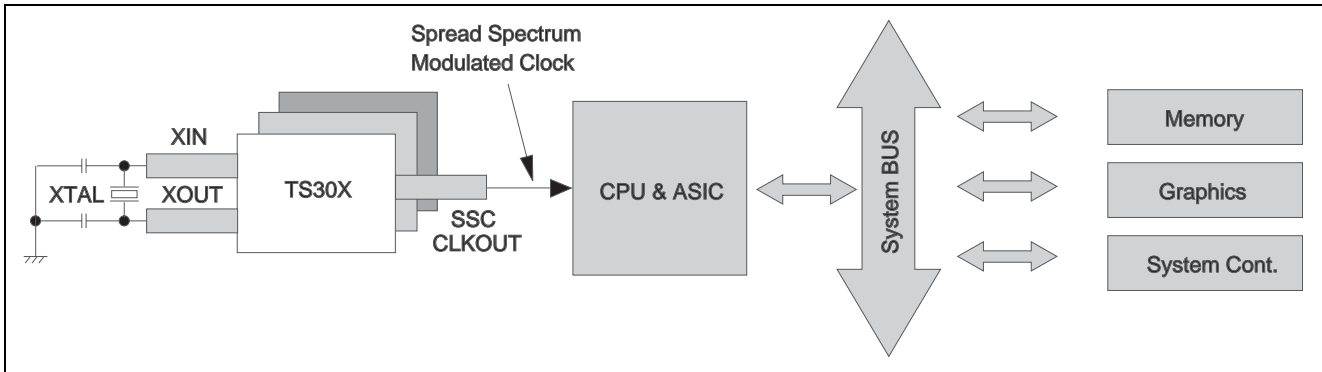 Spread Spectrum
Modulated Clock
XIN
XTAL
XOUT
TS30X
SSC
CLKOUT
CPU & ASIC
System BUS
Memory
Graphics
System Cont.